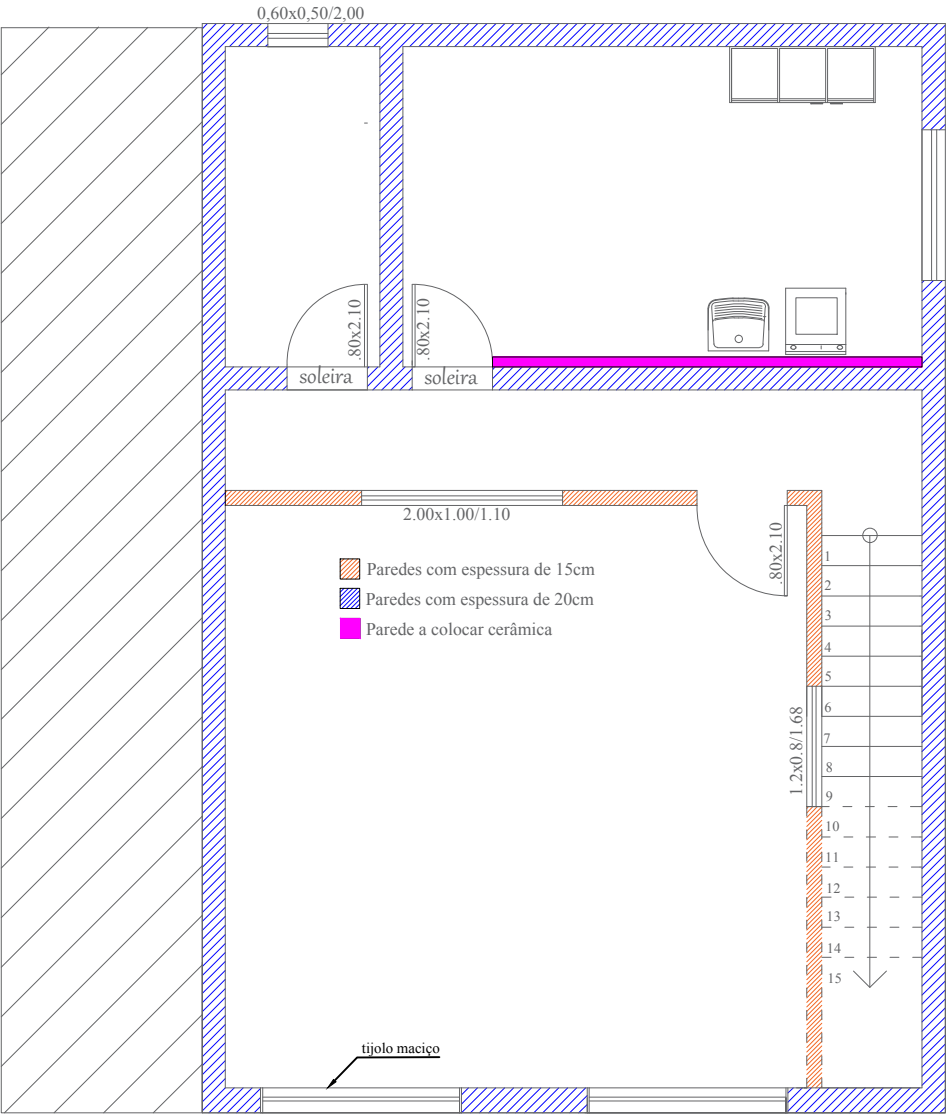 0,60x0,50/2,00
.80x2.10
.80x2.10
soleira
soleira
2.00x1.00/1.10
.80x2.10
Paredes com espessura de 15cm
Paredes com espessura de 20cm
Parede a colocar cerâmica
1
2
3
4
5
6
7
8
9
10
11
12
13
14
15
1.2x0.8/1.68
tijolo maciço